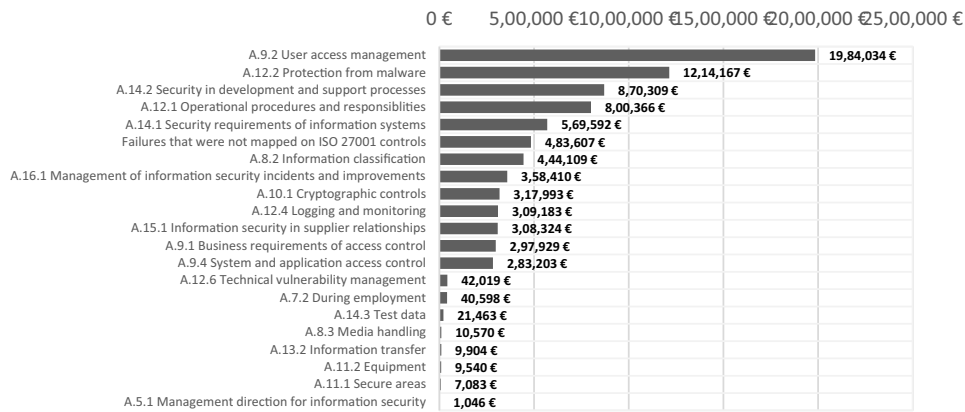 0 € 5,00,000 € 10,00,000 € 15,00,000 € 20,00,000 € 25,00,000 €
A.9.2 User access management 19,84,034 €
A.12.2 Protection from malware 12,14,167 €
A.14.2 Security in development and support processes 8,70,309 €
A.12.1 Operational procedures and responsiblities 8,00,366 €
A.14.1 Security requirements of information systems 5,69,592 €
Failures that were not mapped on ISO 27001 controls 4,83,607 €
A.8.2 Information classification 4,44,109 €
A.16.1 Management of information security incidents and improvements 3,58,410 €
A.10.1 Cryptographic controls 3,17,993 €
A.12.4 Logging and monitoring 3,09,183 €
A.15.1 Information security in supplier relationships 3,08,324 €
A.9.1 Business requirements of access control 2,97,929 €
A.9.4 System and application access control 2,83,203 €
A.12.6 Technical vulnerability management 42,019 €
A.7.2 During employment 40,598 €
A.14.3 Test data 21,463 €
A.8.3 Media handling 10,570 €
A.13.2 Information transfer 9,904 €
A.11.2 Equipment 9,540 €
A.11.1 Secure areas 7,083 €
A.5.1 Management direction for information security 1,046 €